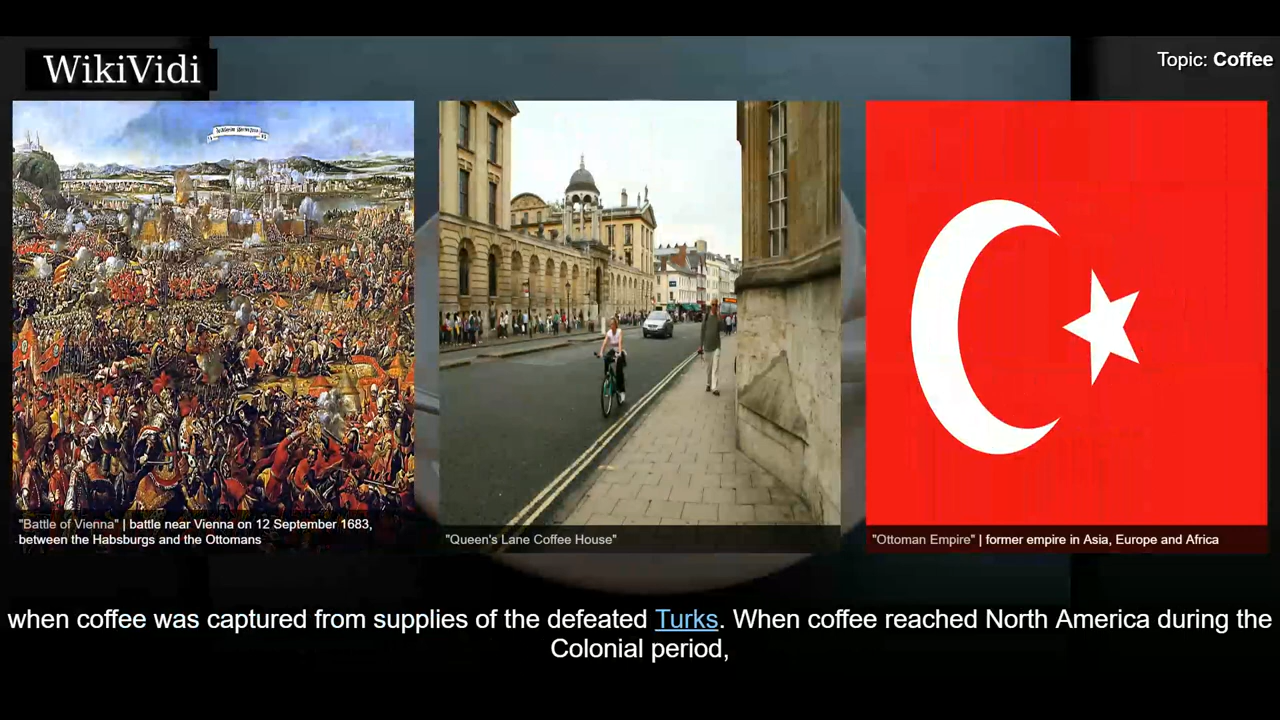 WikiVidi
Topic: Coffee
"Battle of Vienna" | battle near Vienna on 12 September 1683,
between the Habsburgs and the Ottomans
"Queen's Lane Coffee House"
"Ottoman Empire" | former empire in Asia, Europe and Africa
when coffee was captured from supplies of the defeated Turks. When coffee reached North America during the
Colonial period,